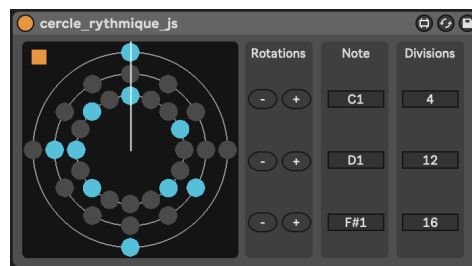 cercle_rythmique_js
Rotations Note Divisions
- + C1 4
- + D1 12
- + F#1 16